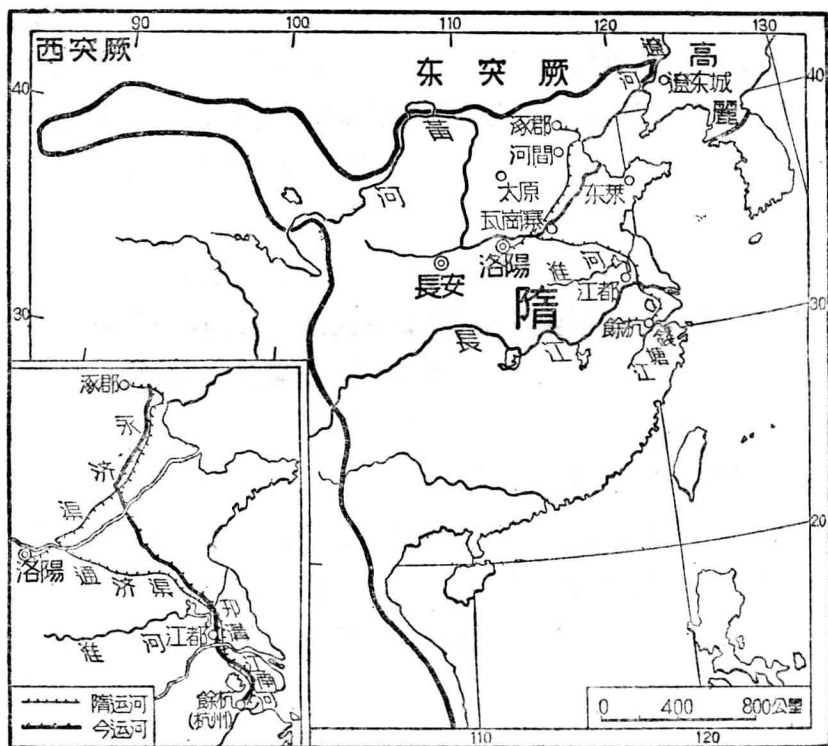 90
100
110
120
130
西突厥
东突厥
遼
河
高
麗
遼东城
40
40
涿郡
河間
黃
河
太原
东萊
瓦崗寨
洛陽
長安
淮
河
江都
隋
30
30
餘杭
錢
塘
江
長
江
20
110
120
涿郡
永
济
渠
洛陽
通济渠
邗
溝
淮
河
江都
江
南
河
餘杭
(杭州)
隋运河
今运河
0 400 800公里